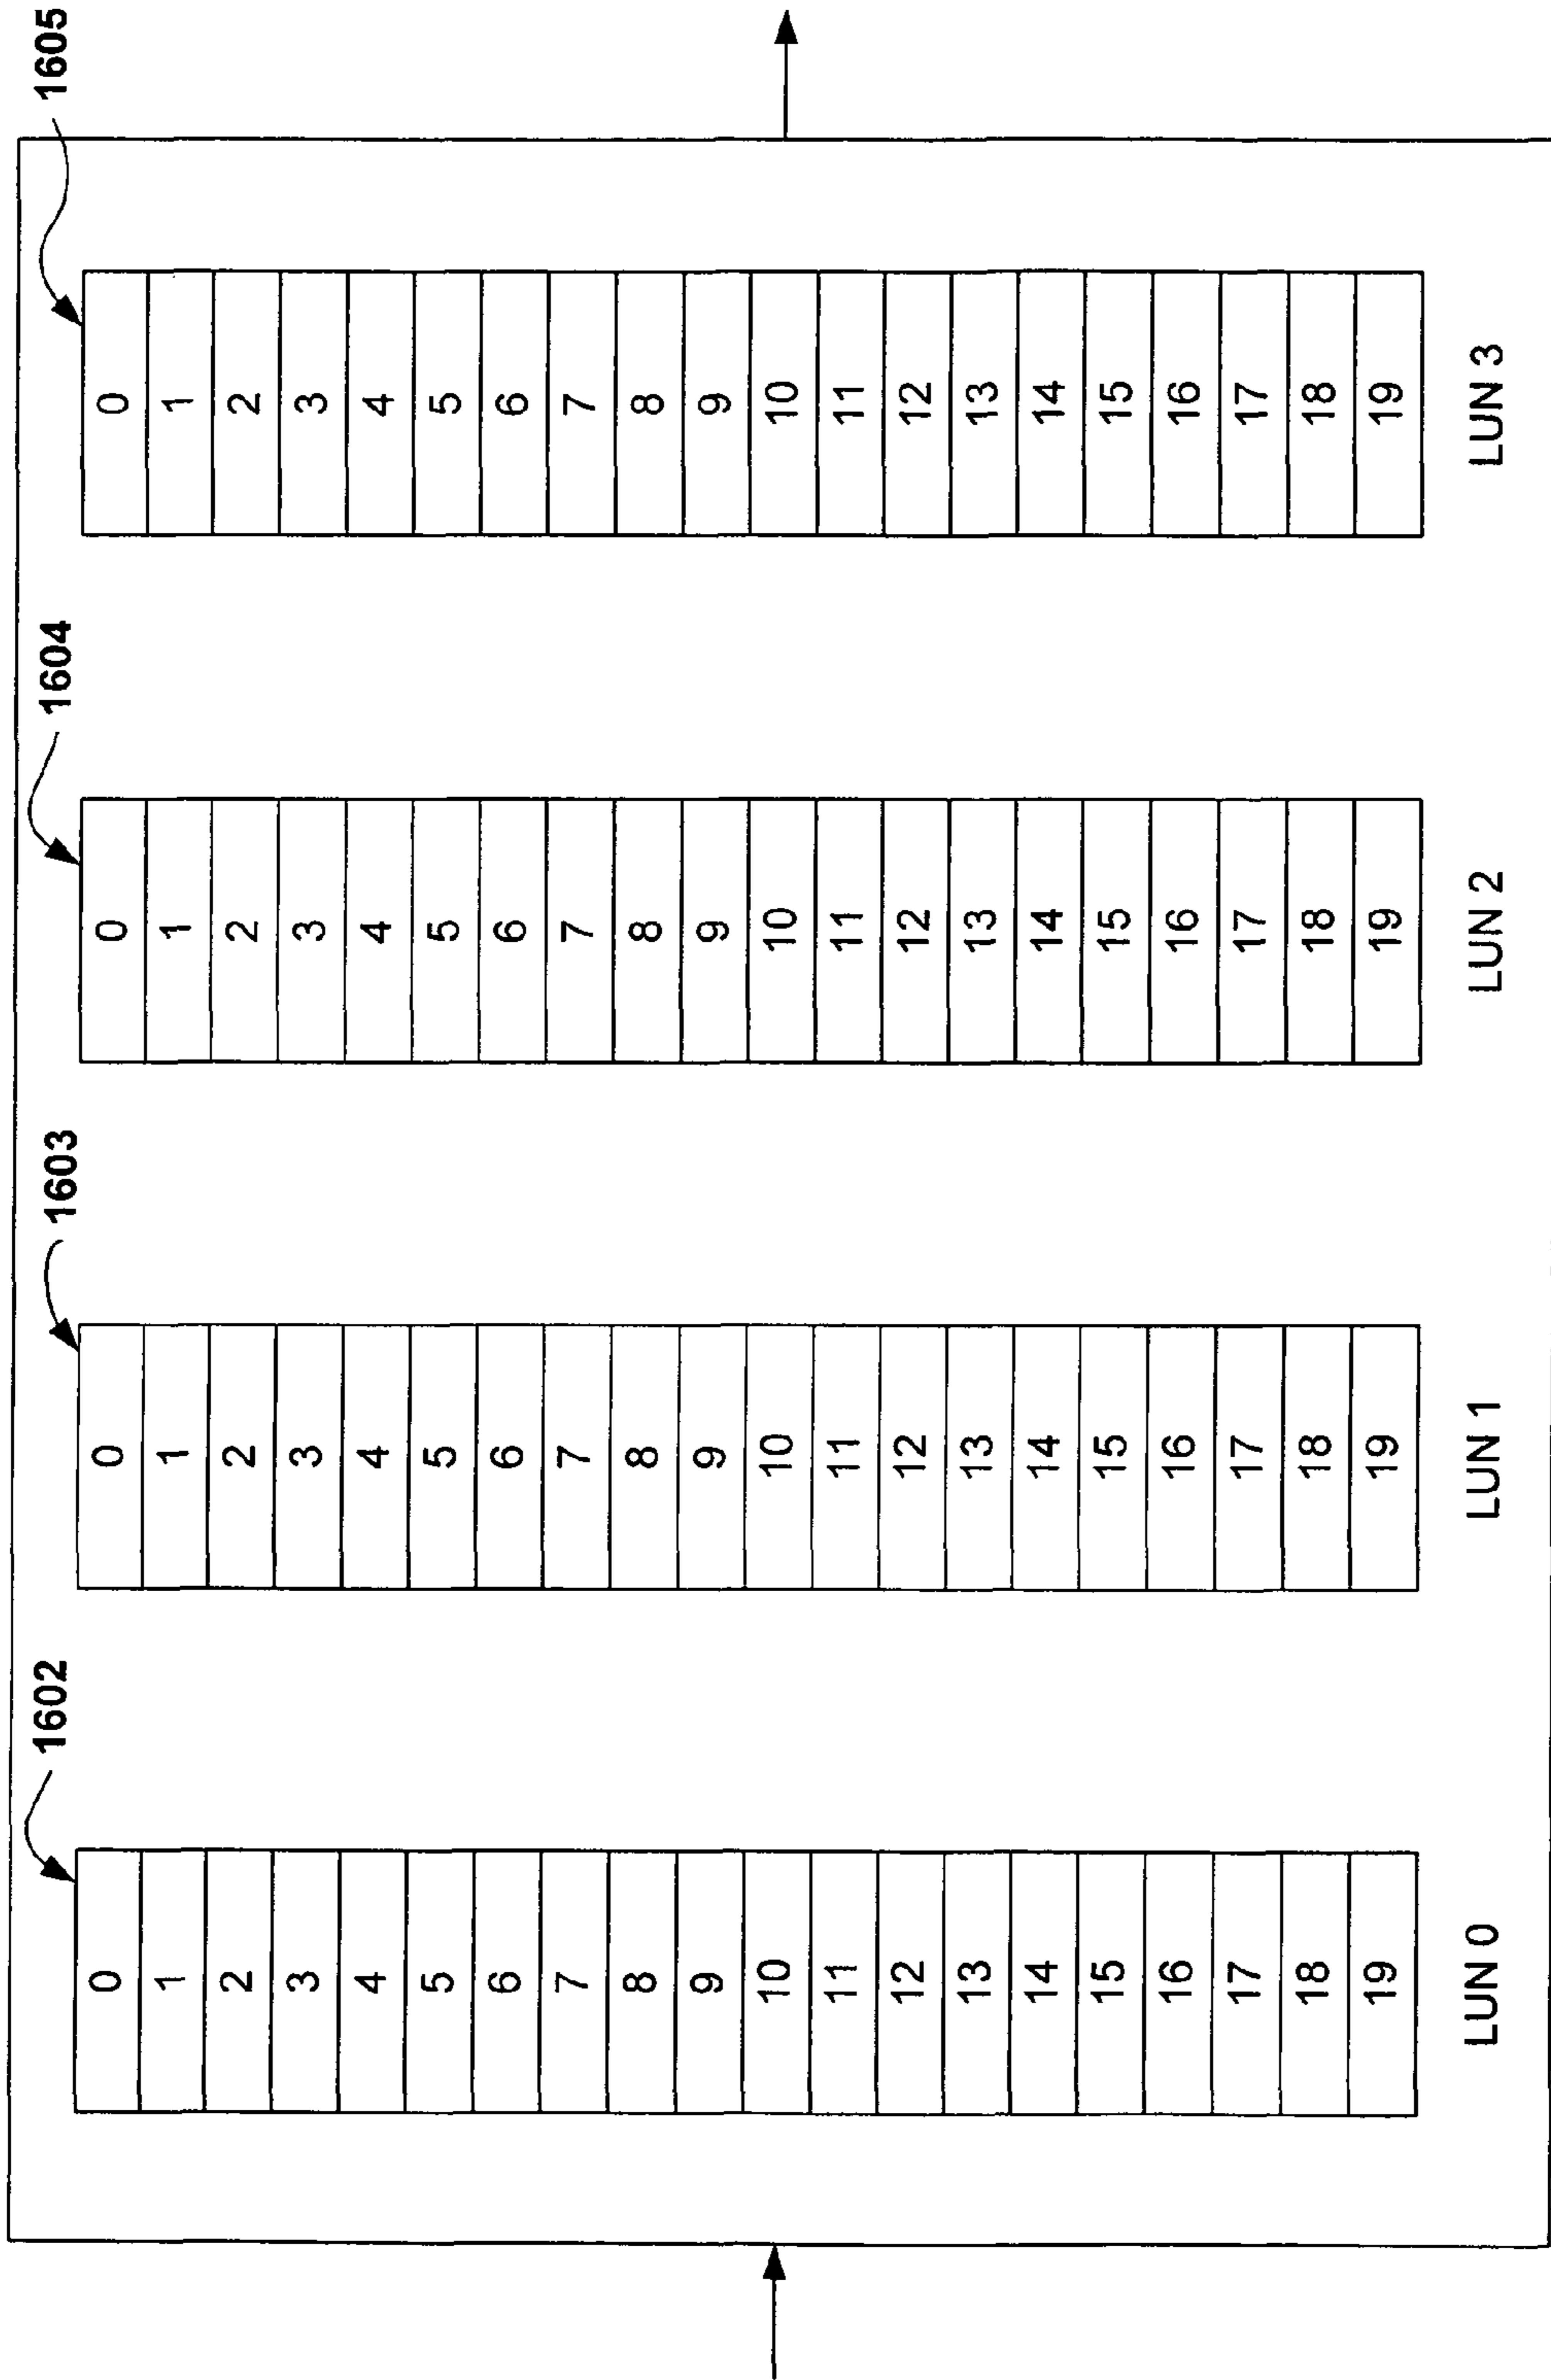 1602
1603
1604
1605
0 0 0 0
1 1 1 1
2 2 2 2
3 3 3 3
4 4 4 4
5 5 5 5
6 6 6 6
7 7 7 7
8 8 8 8
9 9 9 9
10 10 10 10
11 11 11 11
12 12 12 12
13 13 13 13
14 14 14 14
15 15 15 15
16 16 16 16
17 17 17 17
18 18 18 18
19 19 19 19
LUN 0 LUN 1 LUN 2 LUN 3